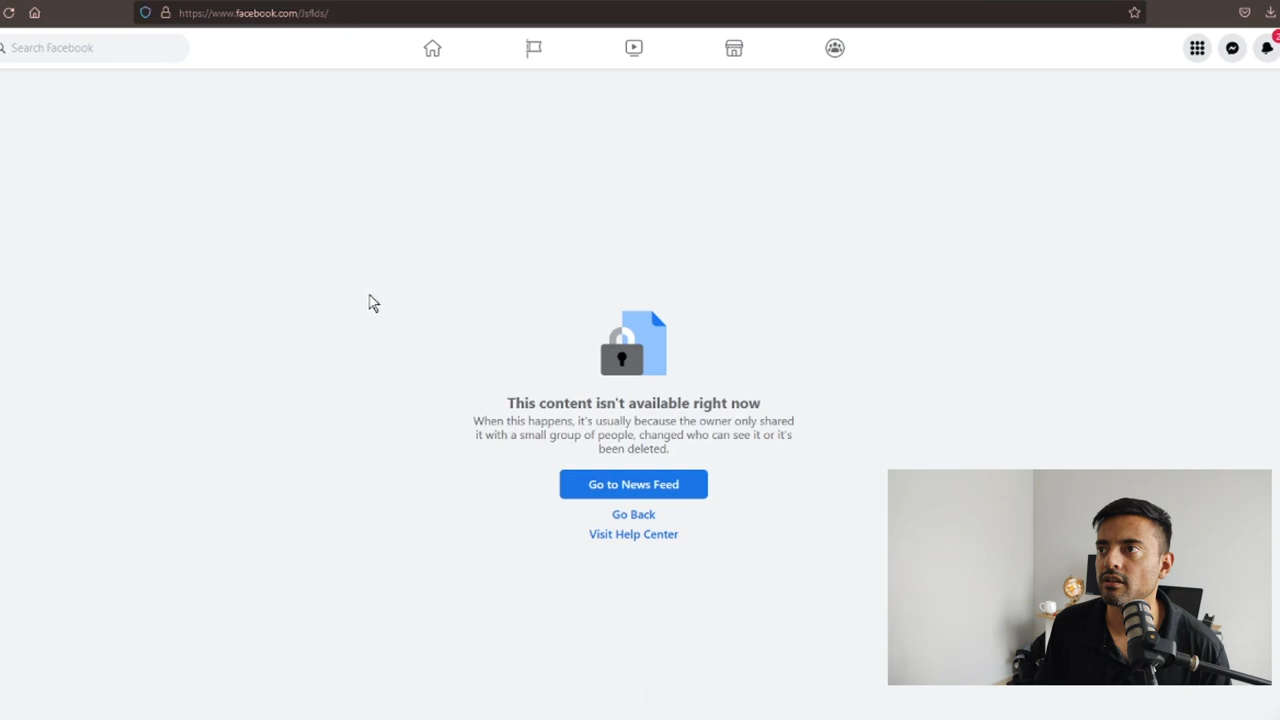 https://www.facebook.com/Jsflds/
Search Facebook
This content isn't available right now
When this happens, it's usually because the owner only shared
it with a small group of people, changed who can see it or it's
been deleted.
Go to News Feed
Go Back
Visit Help Center